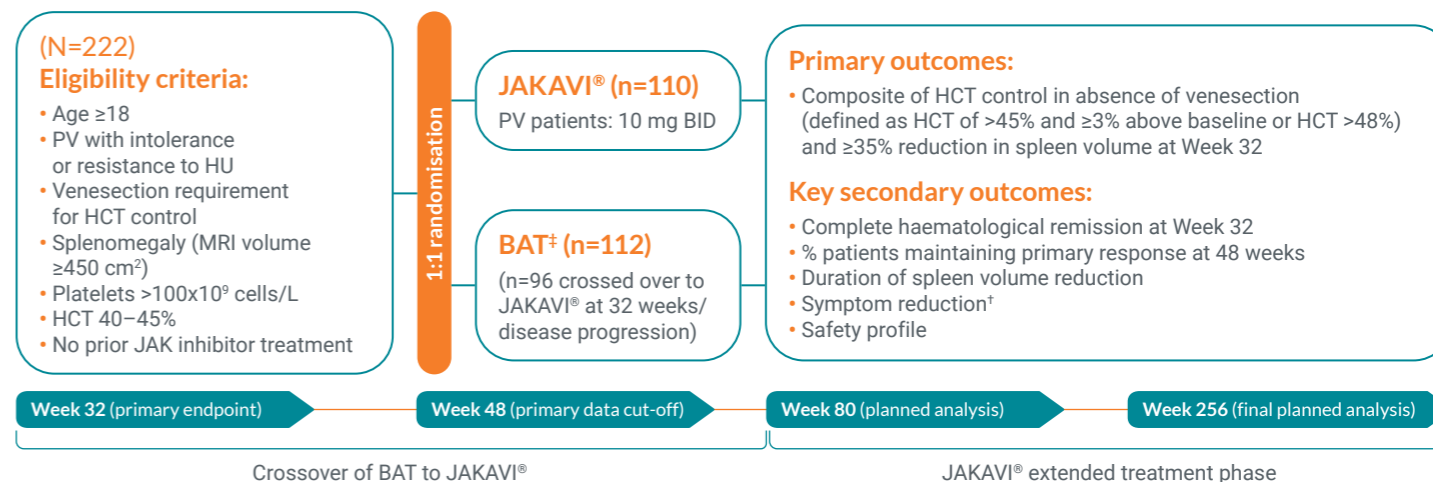 (N=222)
Eligibility criteria:
• Age ≥18
• PV with intolerance
or resistance to HU
• Venesection requirement
for HCT control
• Splenomegaly (MRI volume
≥450 cm²)
• Platelets >100x10⁹ cells/L
• HCT 40–45%
• No prior JAK inhibitor treatment
1:1 randomisation
JAKAVI® (n=110)
PV patients: 10 mg BID
BAT‡ (n=112)
(n=96 crossed over to
JAKAVI® at 32 weeks/
disease progression)
Primary outcomes:
• Composite of HCT control in absence of venesection
(defined as HCT of >45% and ≥3% above baseline or HCT >48%)
and ≥35% reduction in spleen volume at Week 32
Key secondary outcomes:
• Complete haematological remission at Week 32
• % patients maintaining primary response at 48 weeks
• Duration of spleen volume reduction
• Symptom reduction†
• Safety profile
Week 32 (primary endpoint)
Week 48 (primary data cut-off)
Week 80 (planned analysis)
Week 256 (final planned analysis)
Crossover of BAT to JAKAVI®
JAKAVI® extended treatment phase